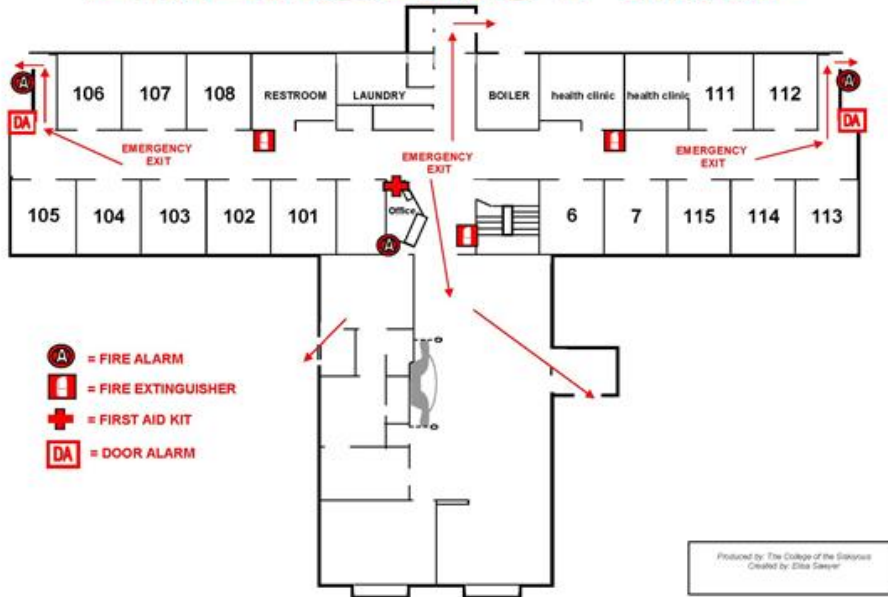 106
107
108
RESTROOM
LAUNDRY
BOILER
health clinic
health clinic
111
112
A
A
DA
DA
EMERGENCY
EXIT
EMERGENCY
EXIT
EMERGENCY
EXIT
105
104
103
102
101
Office
6
7
115
114
113
A
A = FIRE ALARM
= FIRE EXTINGUISHER
= FIRST AID KIT
DA = DOOR ALARM
Produced by: The College of the Siskiyous
Created by: Elisa Sawyer